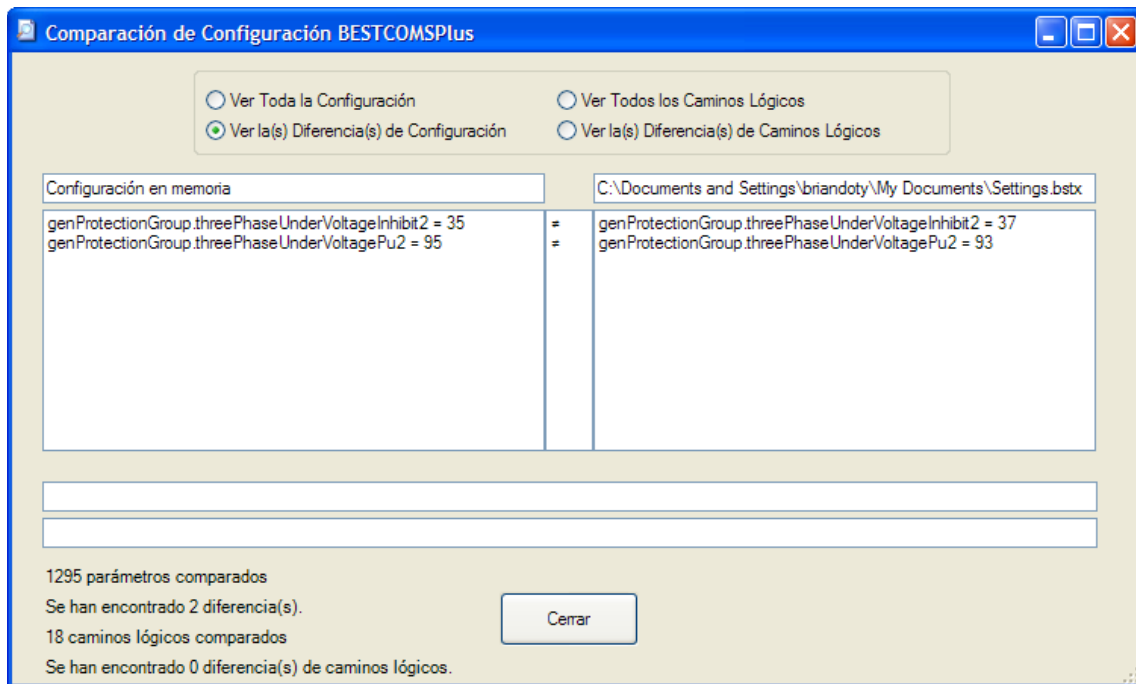 Comparación de Configuración BESTCOMSPlus
Ver Toda la Configuración
Ver Todos los Caminos Lógicos
Ver la(s) Diferencia(s) de Configuración
Ver la(s) Diferencia(s) de Caminos Lógicos
Configuración en memoria
C:\Documents and Settings\briandoty\My Documents\Settings.bstx
genProtectionGroup.threePhaseUnderVoltageInhibit2 = 35 ≠ genProtectionGroup.threePhaseUnderVoltageInhibit2 = 37
genProtectionGroup.threePhaseUnderVoltagePu2 = 95 ≠ genProtectionGroup.threePhaseUnderVoltagePu2 = 93
1295 parámetros comparados
Se han encontrado 2 diferencia(s).
18 caminos lógicos comparados
Se han encontrado 0 diferencia(s) de caminos lógicos.
Cerrar